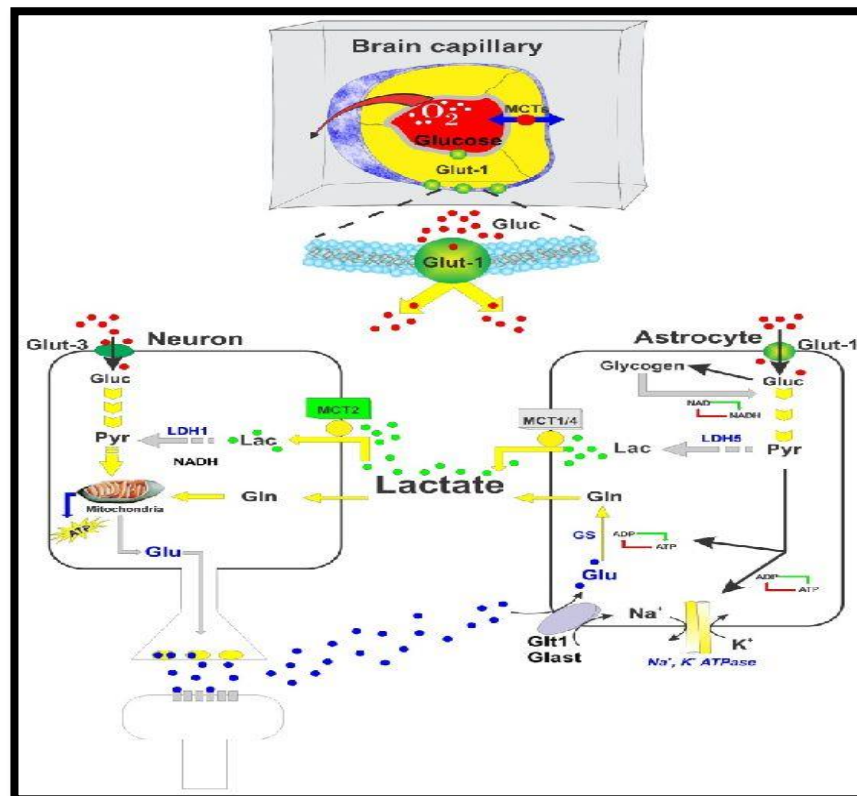 Brain capillary
O2
MCTs
Glucose
Glut-1
Gluc
Glut-1
Glut-3
Neuron
Astrocyte
Glut-1
Gluc
Glycogen
Gluc
NAD
NADH
MCT2
MCT1/4
Pyr
LDH1
Lac
Lac
LDH5
Pyr
NADH
Lactate
Gln
Gln
Mitochondria
ATP
GS
ADP
ATP
Glu
Glu
ADP
ATP
Na+
K+
Glt1
Glast
Na+, K+ ATPase